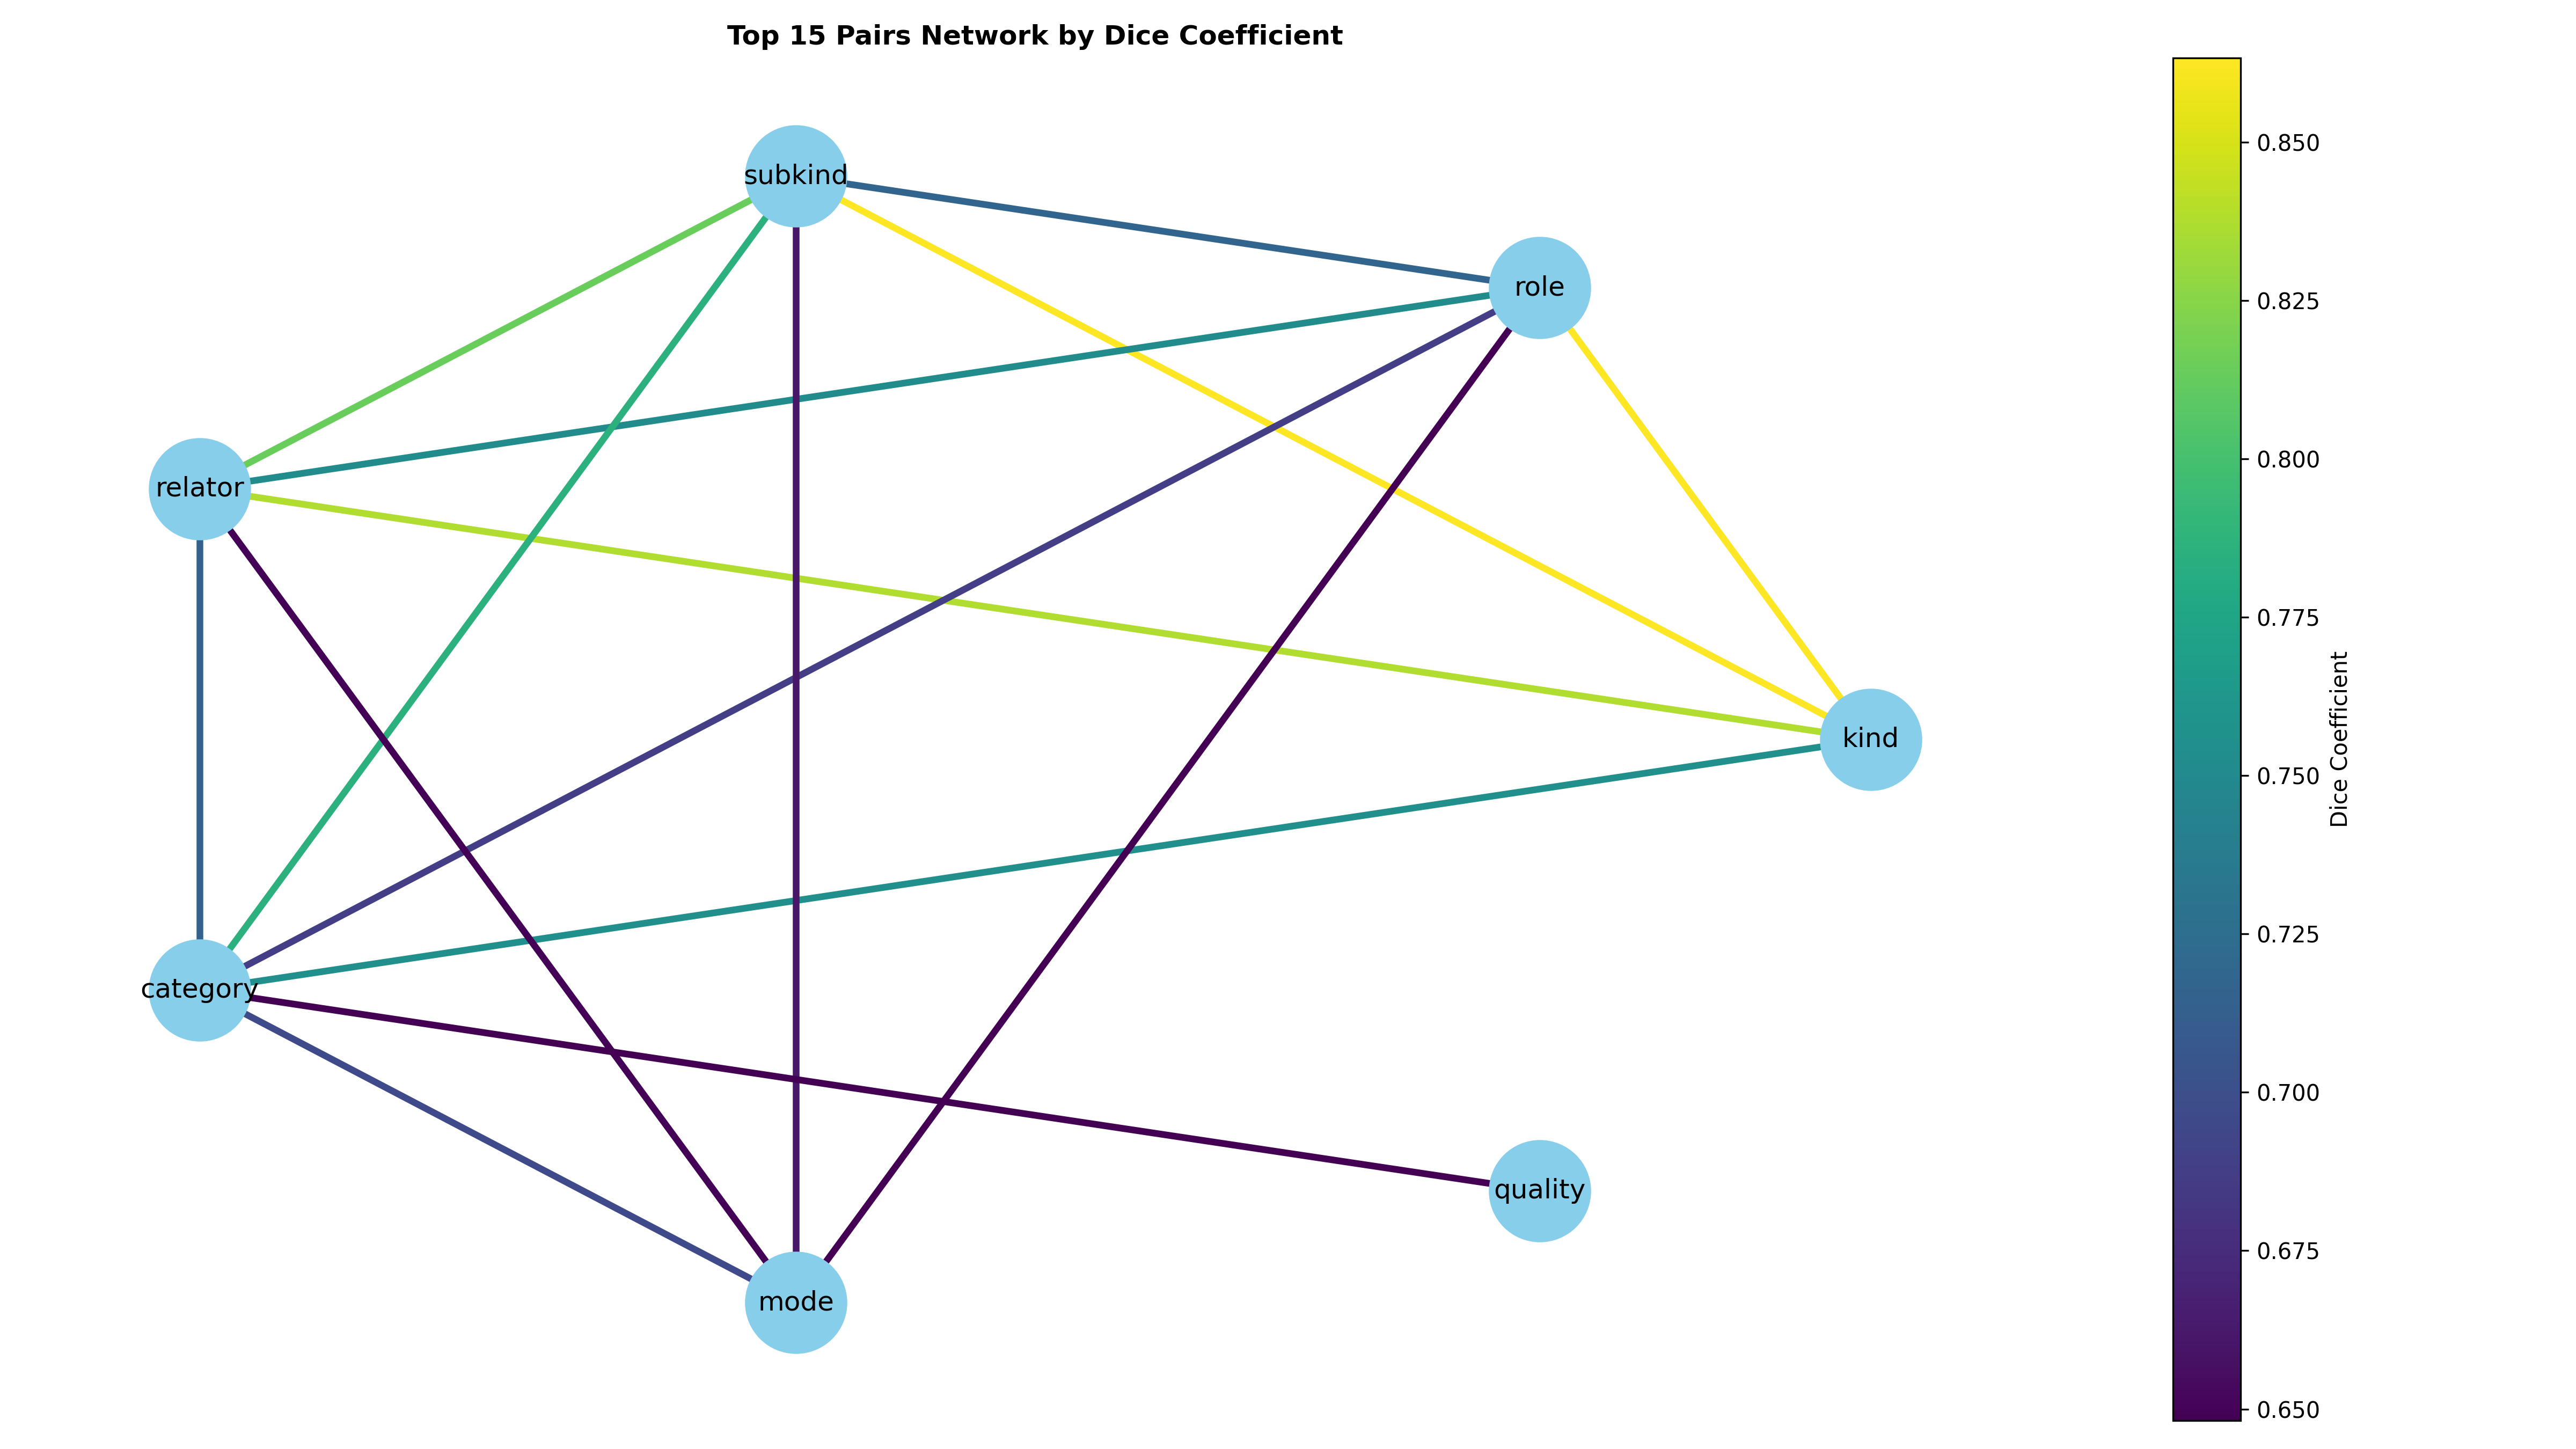 Top 15 Pairs Network by Dice Coefficient
subkind
role
relator
kind
category
quality
mode
0.850
0.825
0.800
0.775
0.750
0.725
0.700
0.675
0.650
Dice Coefficient